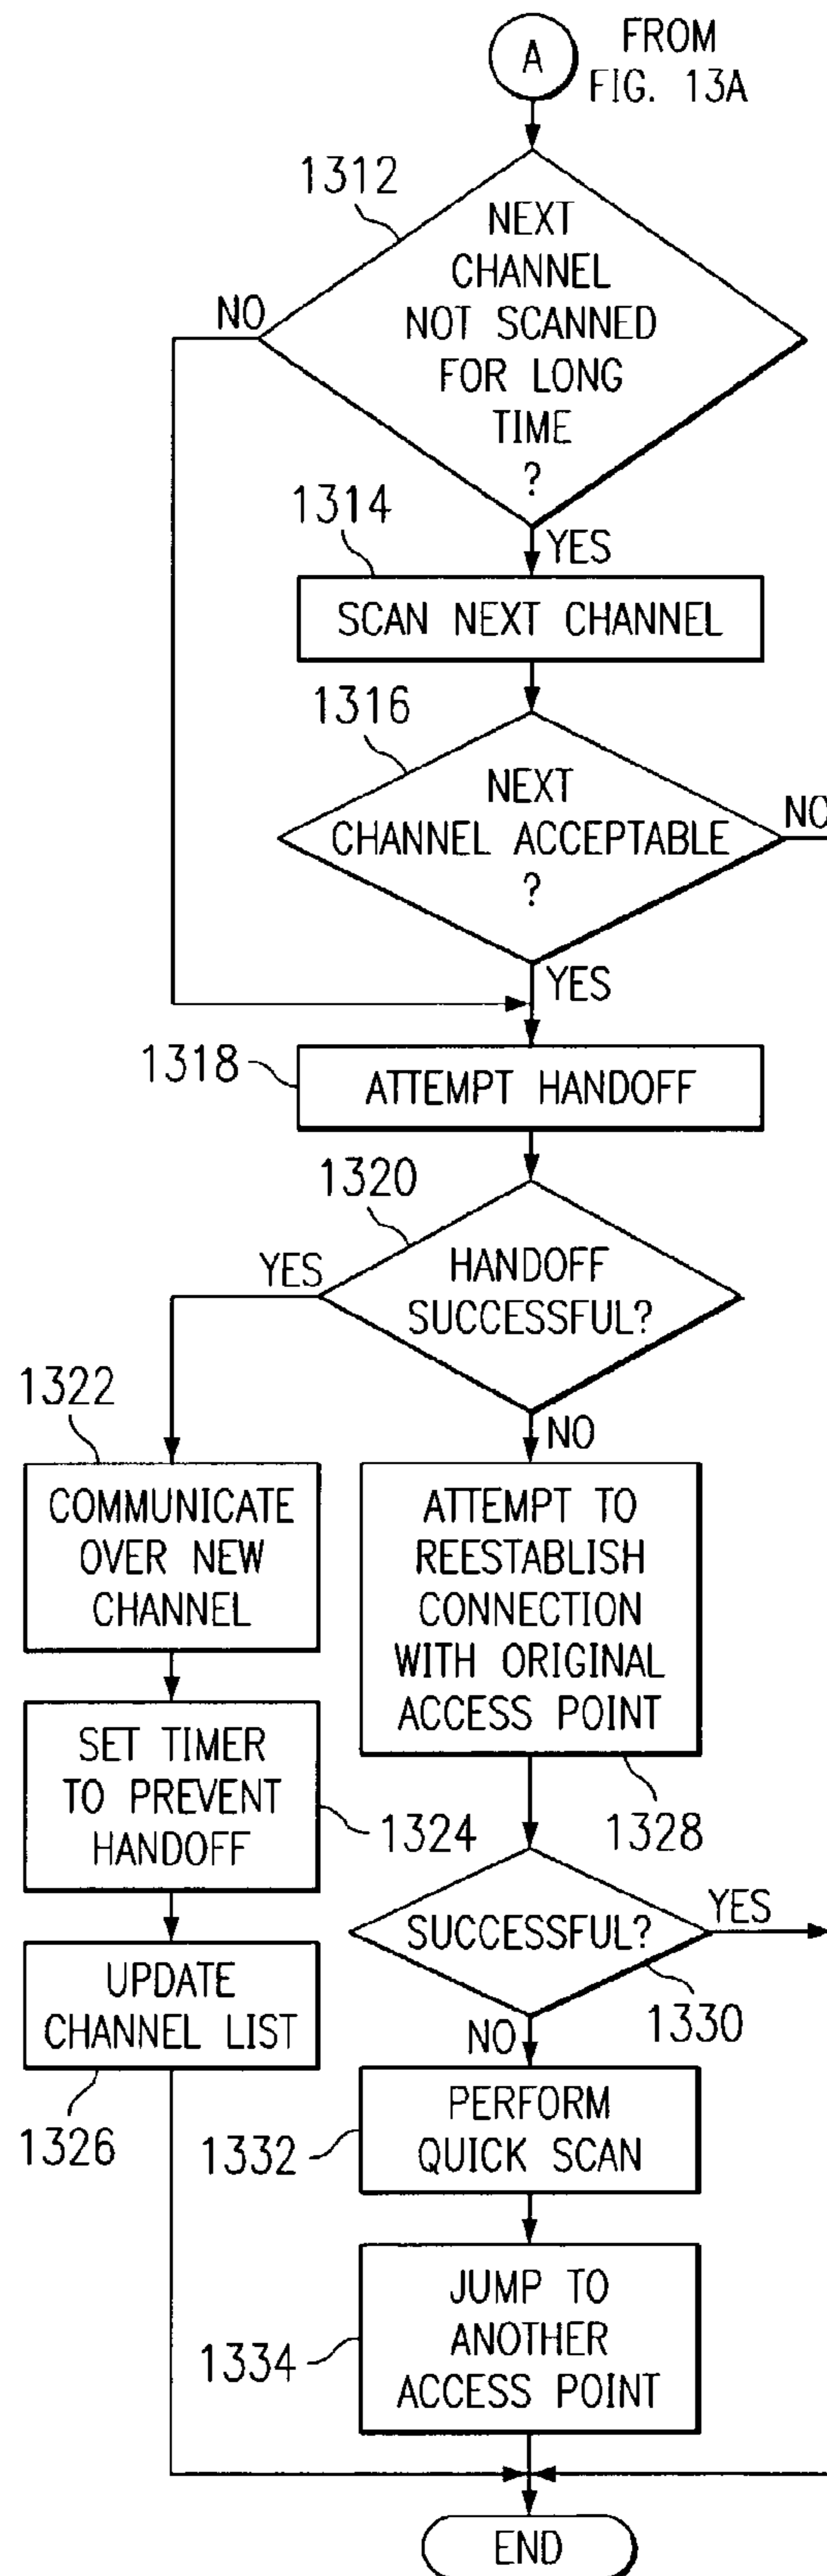 A
FROM
FIG. 13A
1312
NEXT
CHANNEL
NOT SCANNED
FOR LONG
TIME
?
NO
YES
1314
SCAN NEXT CHANNEL
1316
NEXT
CHANNEL ACCEPTABLE
?
NO
YES
1318
ATTEMPT HANDOFF
1320
HANDOFF
SUCCESSFUL?
YES
NO
1322
COMMUNICATE
OVER NEW
CHANNEL
ATTEMPT TO
REESTABLISH
CONNECTION
WITH ORIGINAL
ACCESS POINT
1328
SET TIMER
TO PREVENT
HANDOFF
1324
SUCCESSFUL?
YES
1330
NO
UPDATE
CHANNEL LIST
1326
1332
PERFORM
QUICK SCAN
1334
JUMP TO
ANOTHER
ACCESS POINT
END